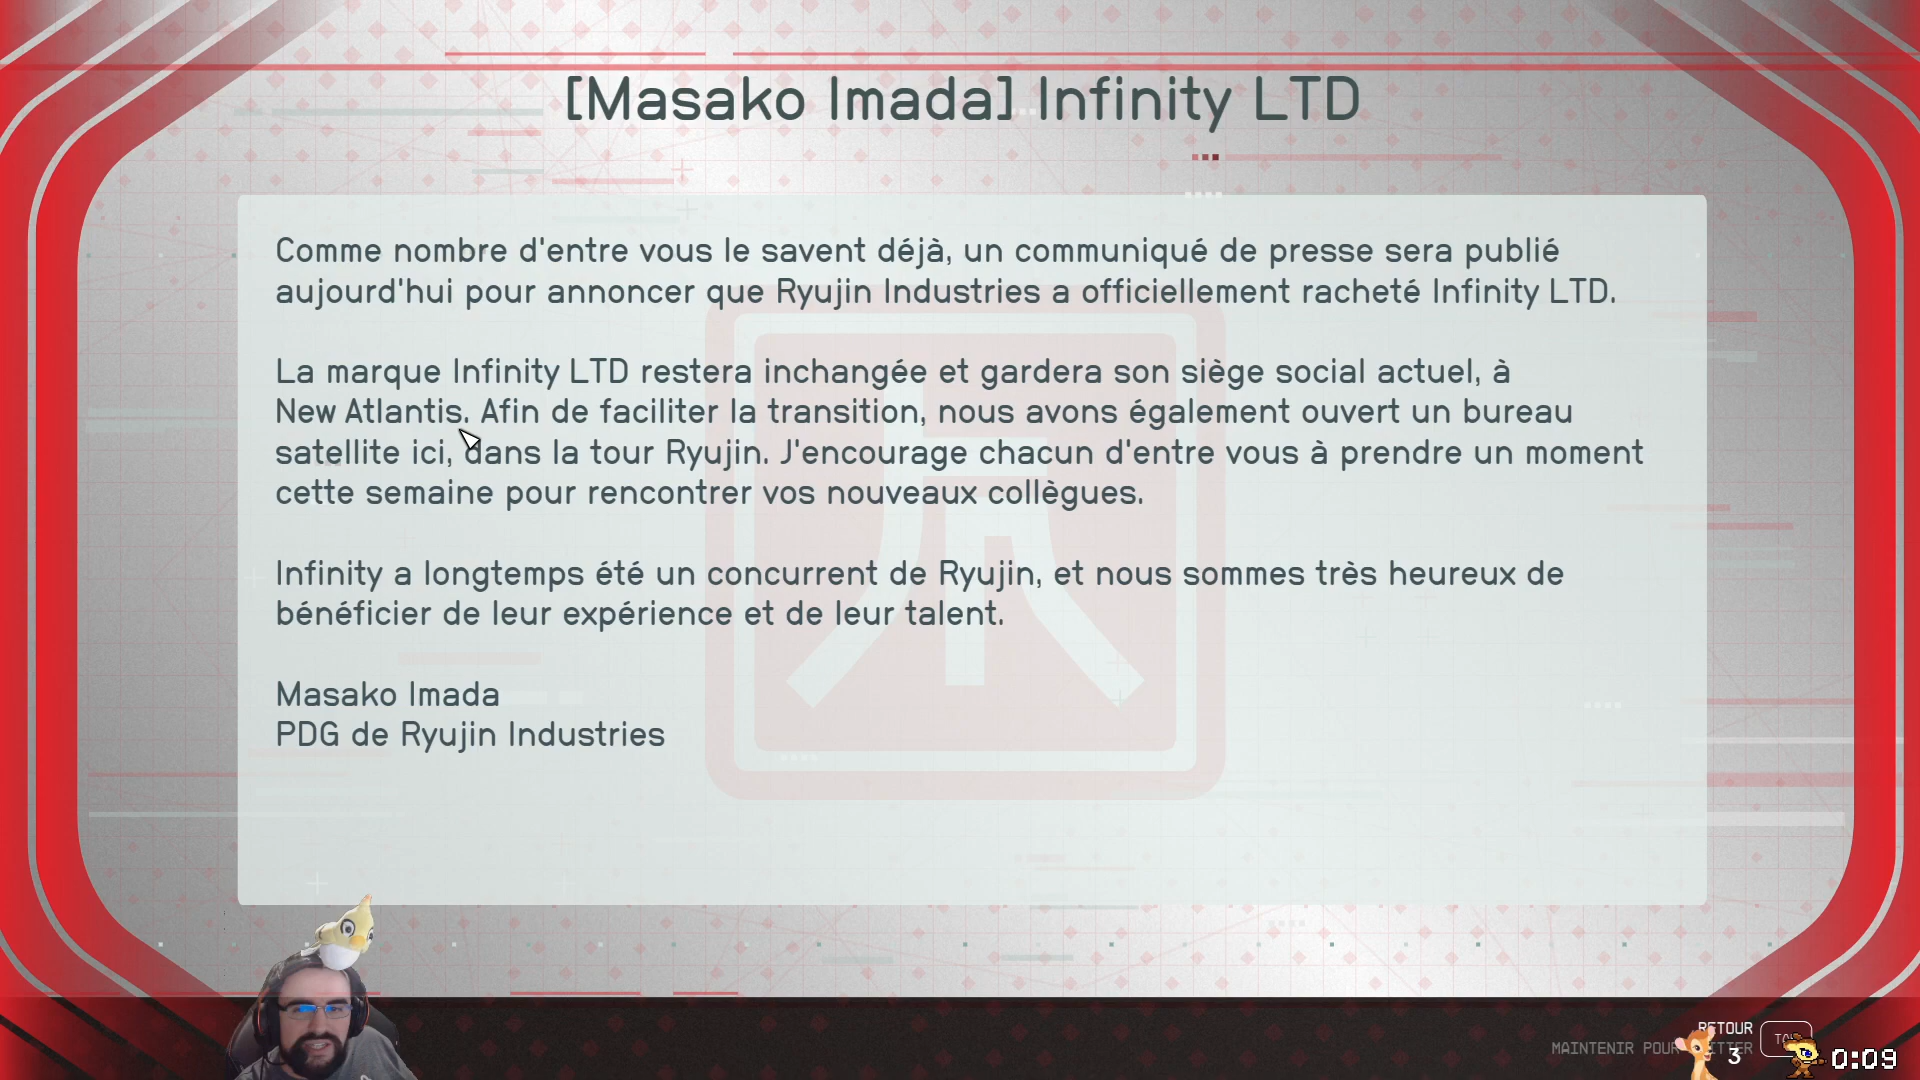 [Masako Imada] Infinity LTD
Comme nombre d'entre vous le savent déjà, un communiqué de presse sera publié
aujourd'hui pour annoncer que Ryujin Industries a officiellement racheté Infinity LTD.
La marque Infinity LTD restera inchangée et gardera son siège social actuel, à
New Atlantis. Afin de faciliter la transition, nous avons également ouvert un bureau
satellite ici, dans la tour Ryujin. J'encourage chacun d'entre vous à prendre un moment
cette semaine pour rencontrer vos nouveaux collègues.
Infinity a longtemps été un concurrent de Ryujin, et nous sommes très heureux de
bénéficier de leur expérience et de leur talent.
Masako Imada
PDG de Ryujin Industries
RETOUR
MAINTENIR POUR
3
0:09